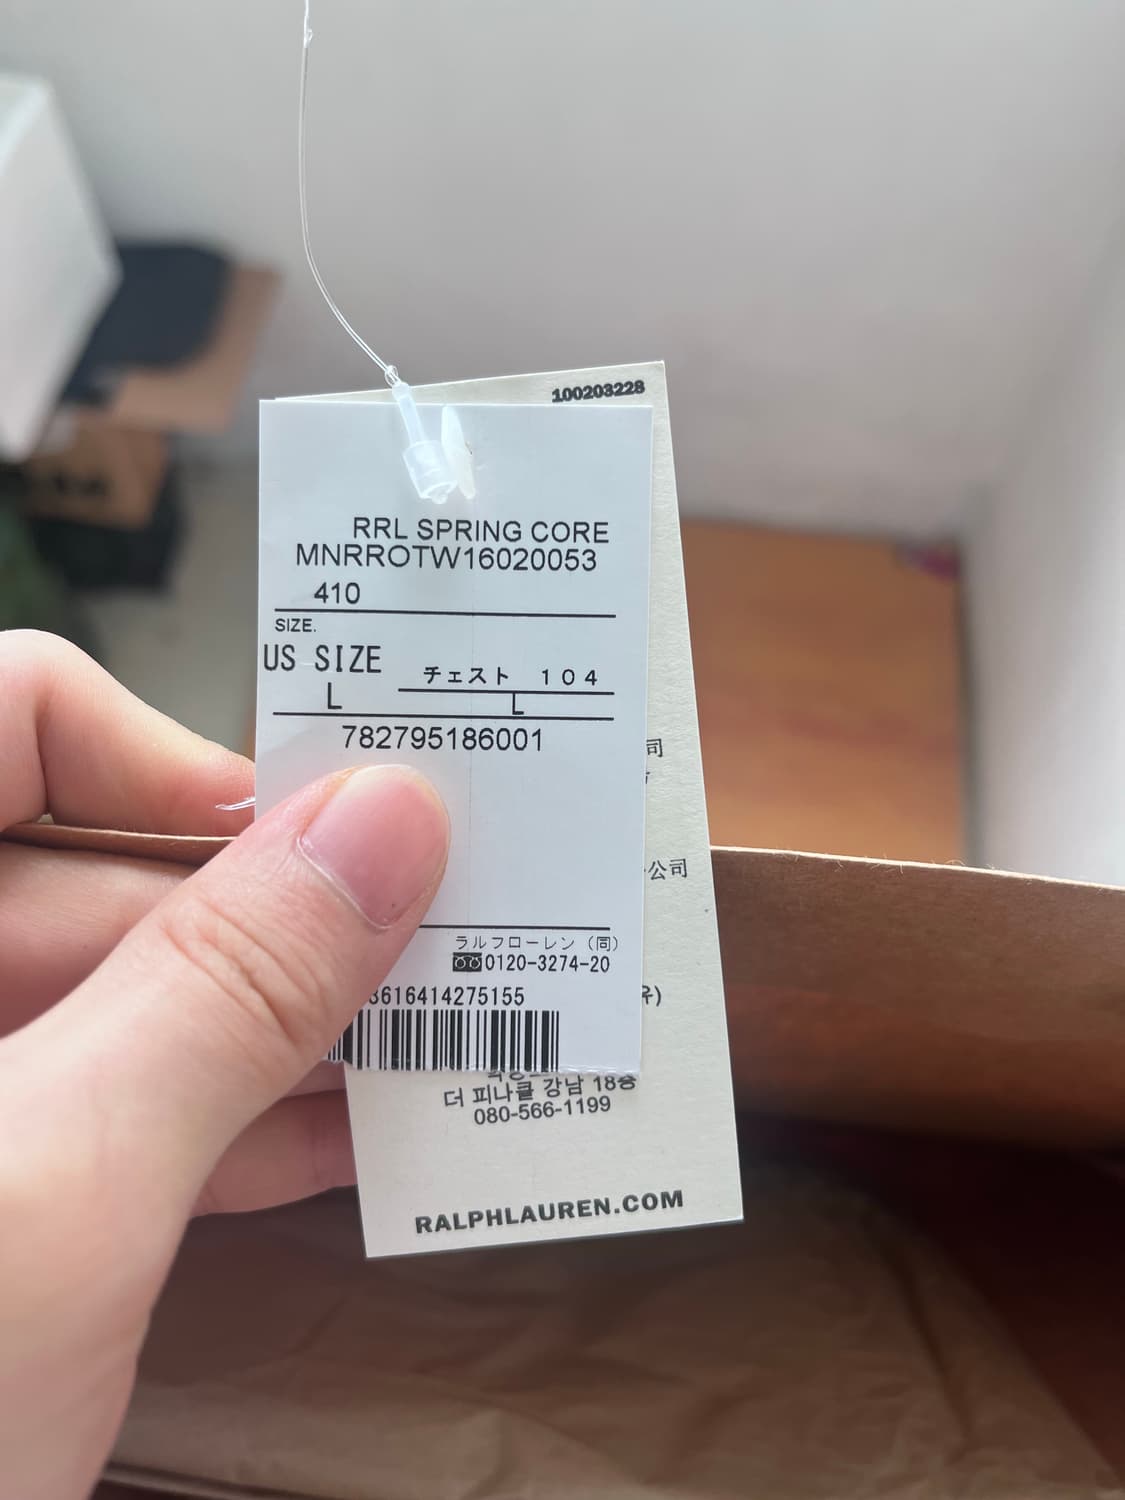 100203228
RRL SPRING CORE
MNRROTW16020053
410
SIZE.
US SIZE
チェスト 104
L
L
782795186001
司
公司
ラルフローレン（同）
0120-3274-20
3616414275155
유)
더 피나클 강남 18층
080-566-1199
RALPHLAUREN.COM